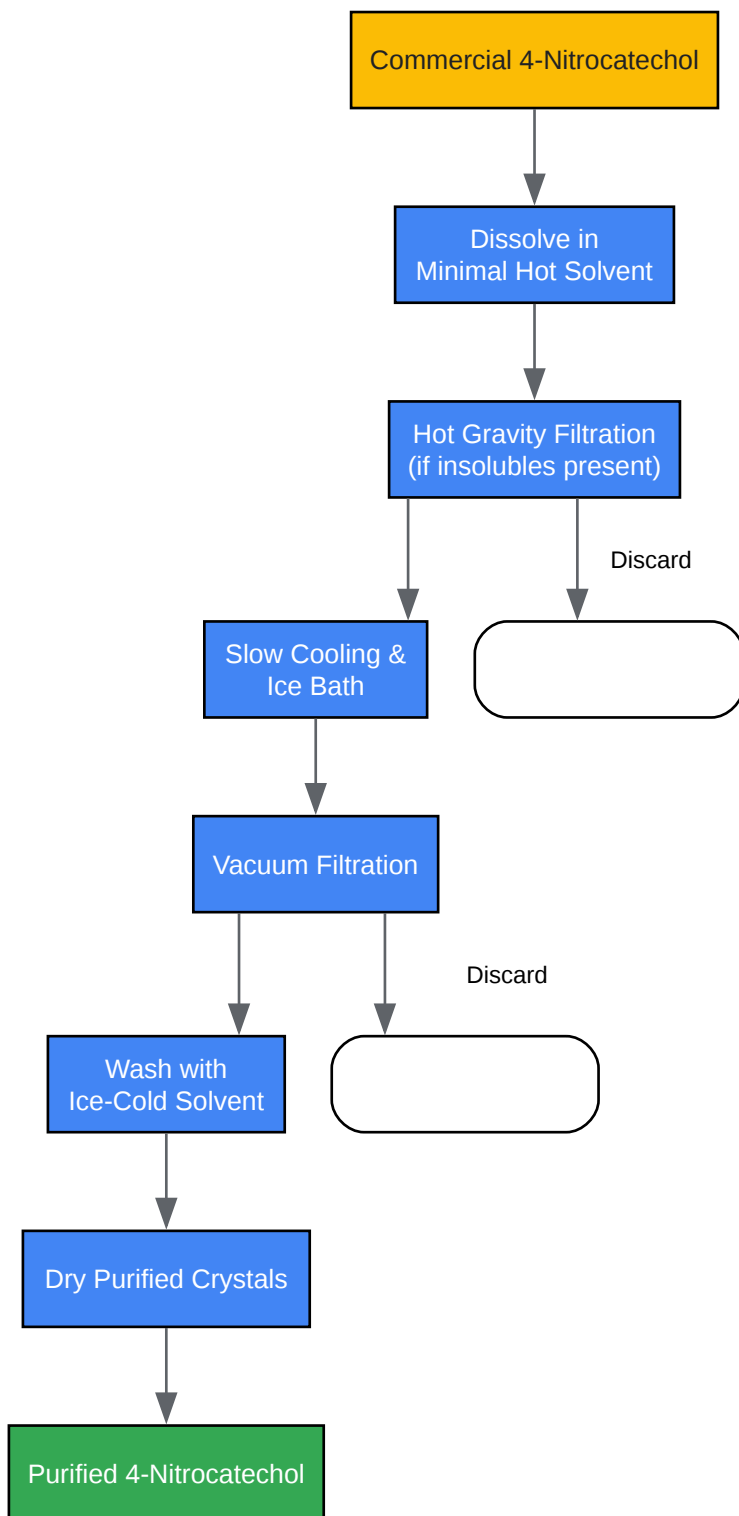 Commercial 4-Nitrocatechol
Dissolve in
Minimal Hot Solvent
Hot Gravity Filtration
(if insolubles present)
Discard
Slow Cooling &
Ice Bath
Vacuum Filtration
Discard
Wash with
Ice-Cold Solvent
Dry Purified Crystals
Purified 4-Nitrocatechol